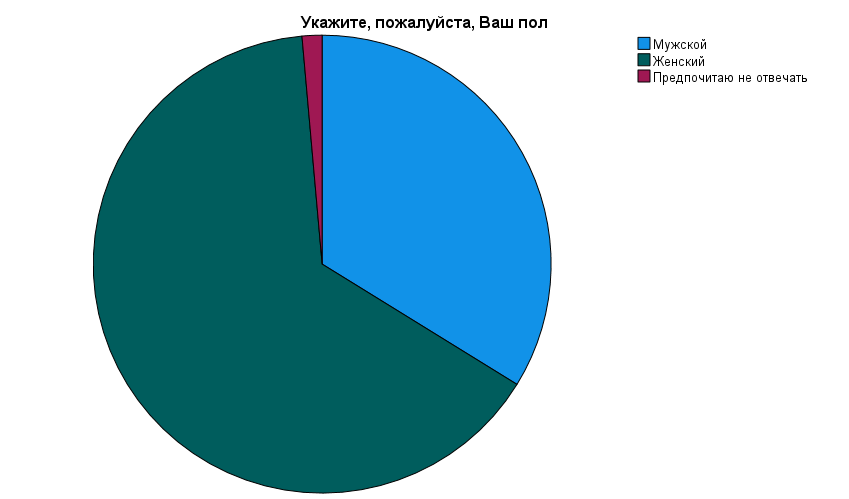 Укажите, пожалуйста, Ваш пол
Мужской
Женский
Предпочитаю не отвечать